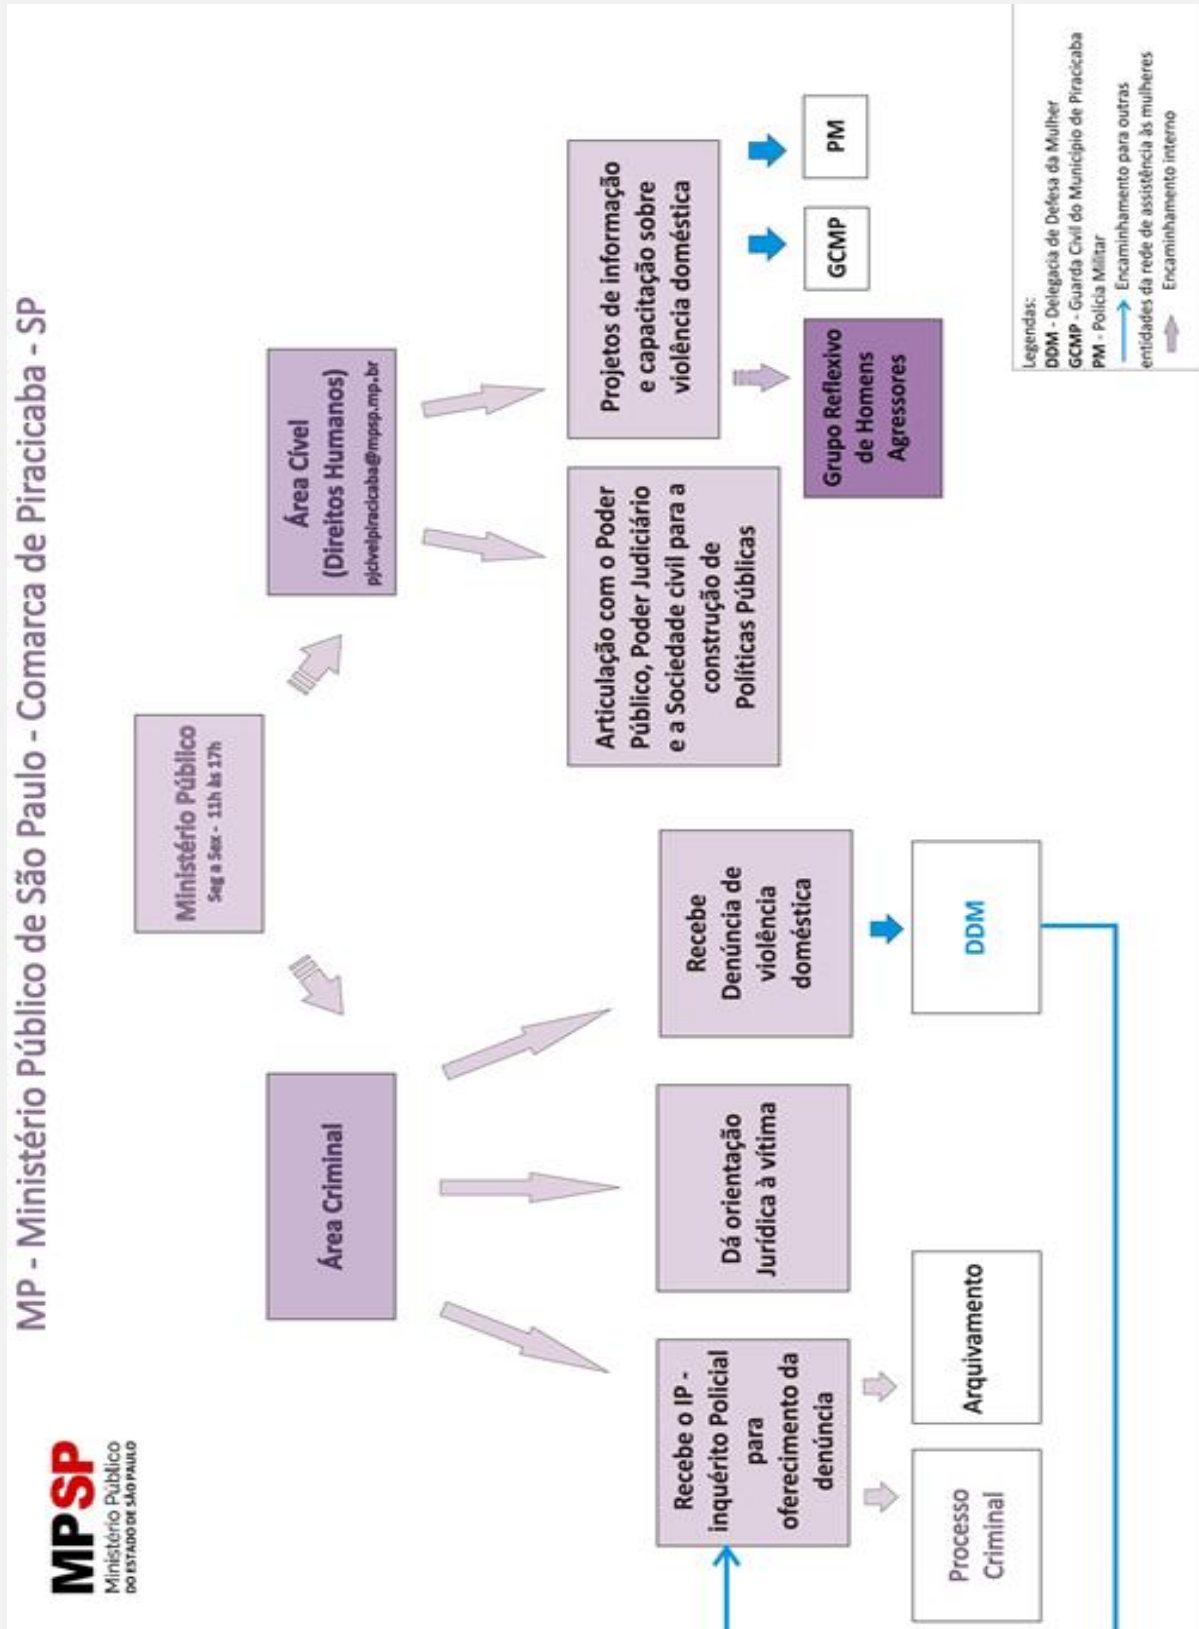 MP - Ministério Público de São Paulo - Comarca de Piracicaba - SP
MPSP
Ministério Público
DO ESTADO DE SÃO PAULO
Ministério Público
Seg a Sex - 11h às 17h
Área Criminal
Área Cível
(Direitos Humanos)
pjcivelpiracicaba@mpsp.mp.br
Recebe o IP -
inquérito Policial
para
oferecimento da
denúncia
Dá orientação
Jurídica à vítima
Recebe
Denúncia de
violência
doméstica
Articulação com o Poder
Público, Poder Judiciário
e a Sociedade civil para a
construção de
Políticas Públicas
Projetos de informação
e capacitação sobre
violência doméstica
Processo
Criminal
Arquivamento
DDM
Grupo Reflexivo
de Homens
Agressores
GCMP
PM
Legendas:
DDM - Delegacia de Defesa da Mulher
GCMP - Guarda Civil do Município de Piracicaba
PM - Polícia Militar
Encaminhamento para outras
entidades da rede de assistência às mulheres
Encaminhamento interno